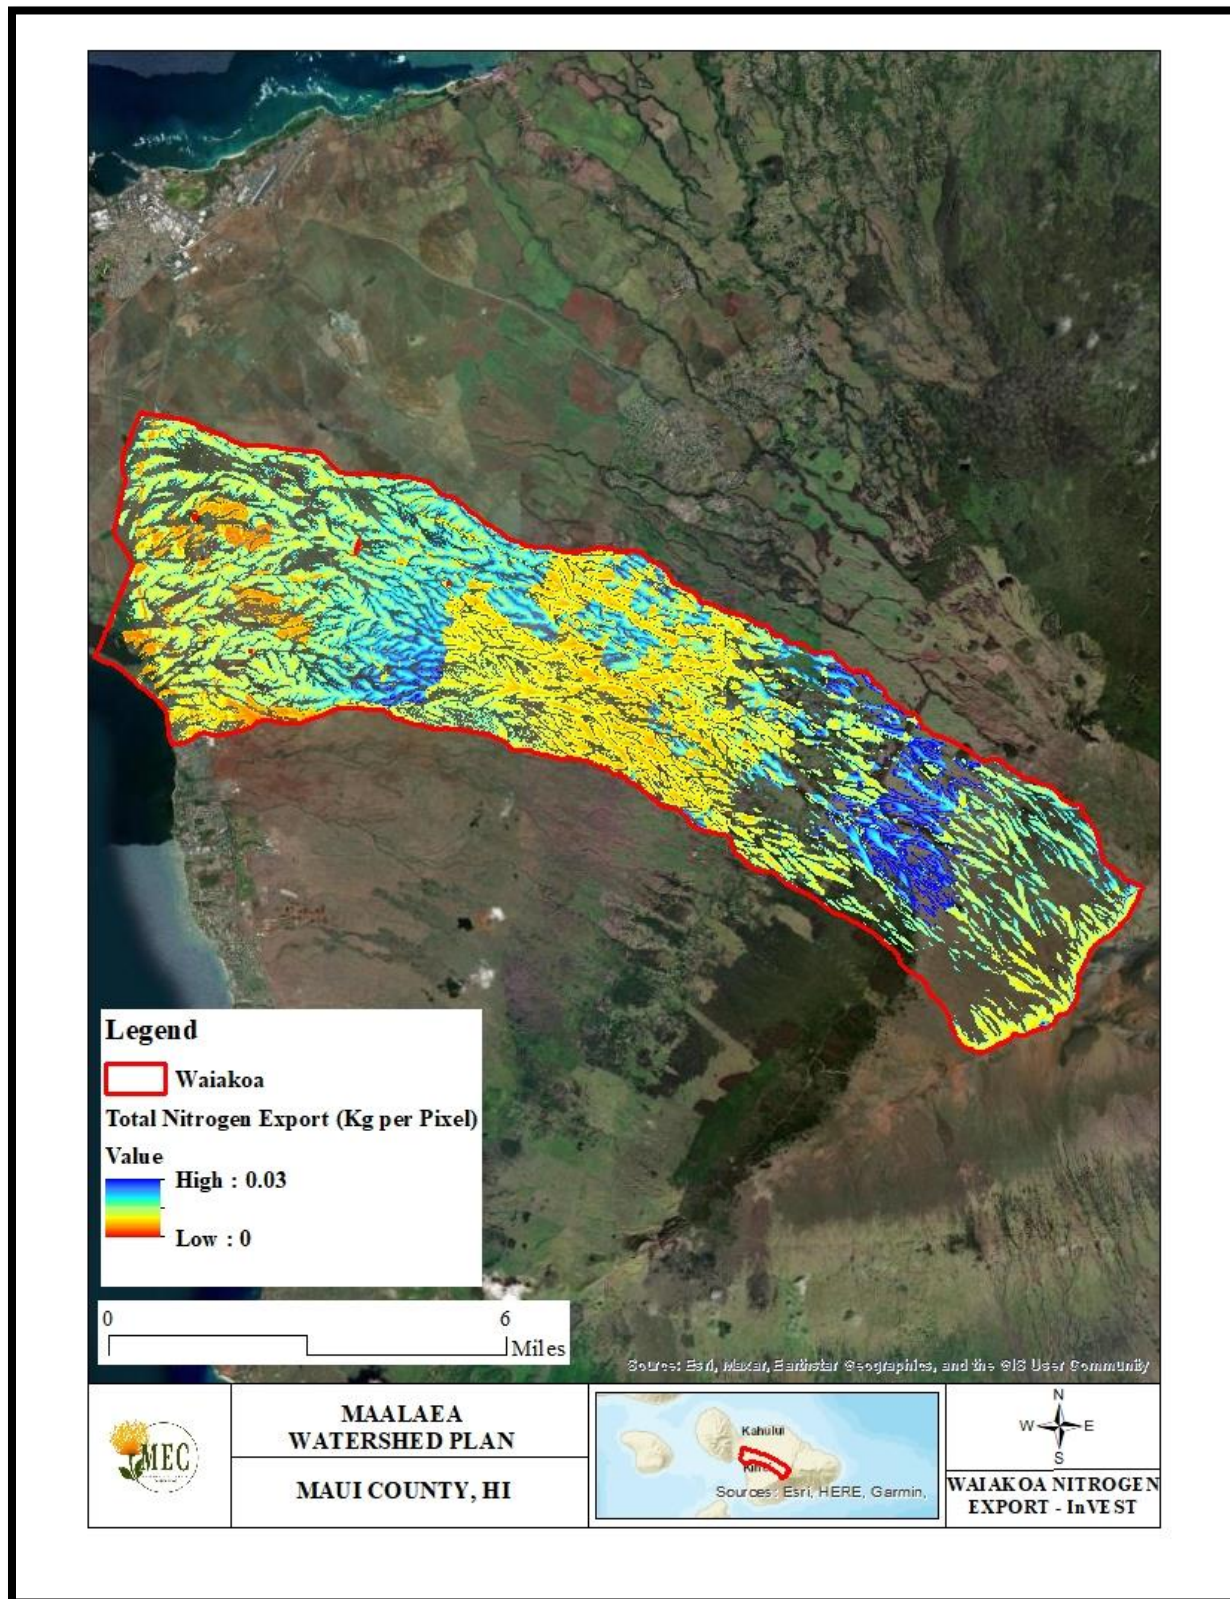 Legend
Waiakoa
Total Nitrogen Export (Kg per Pixel)
Value
High : 0.03
Low : 0
0 6
Miles
Source: Esri, Maxar, Earthstar Geographics, and the GIS User Community
MEC
MAALAEA
WATERSHED PLAN
MAUI COUNTY, HI
Kahului
Sources: Esri, HERE, Garmin,
N
W E
S
WAIAKOA NITROGEN
EXPORT - InVEST